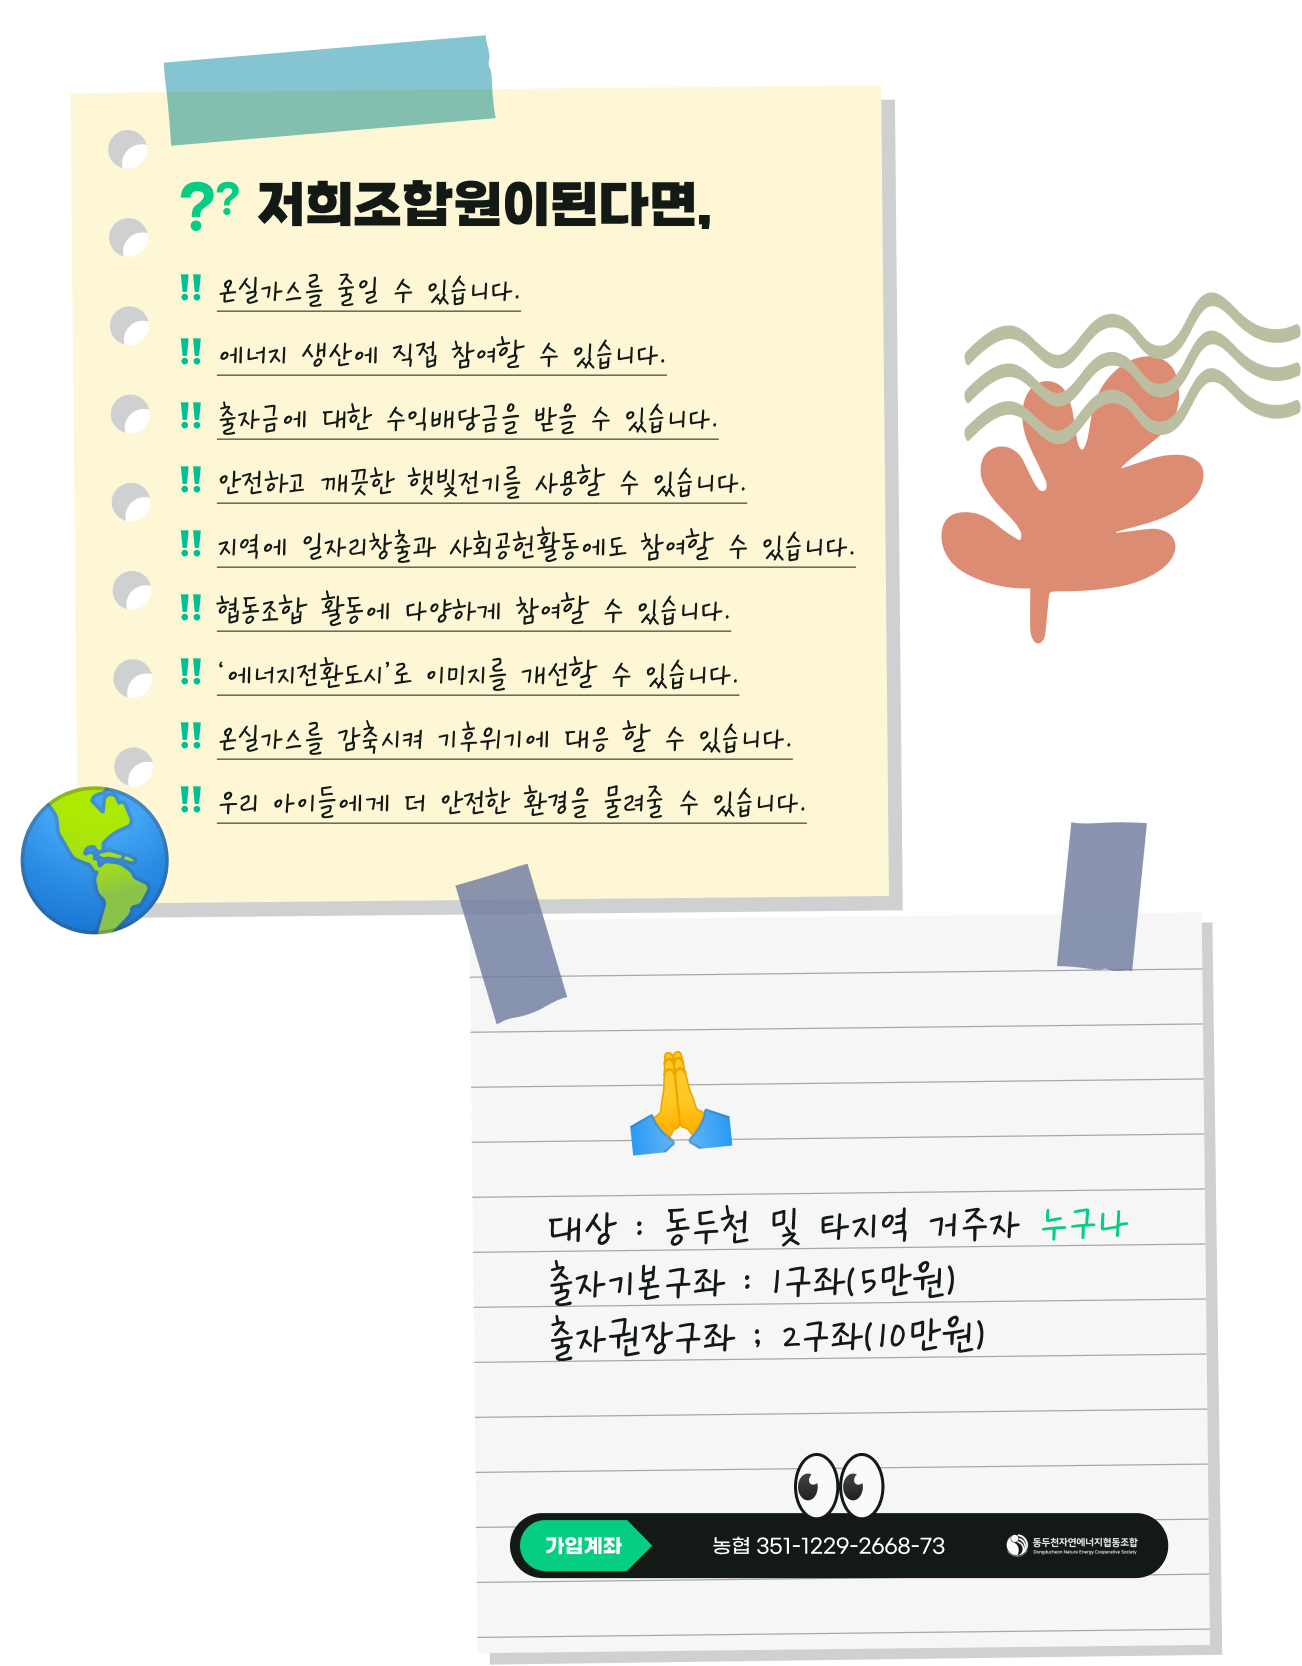 ?? 저희조합원이된다면,
!! 온실가스를 줄일 수 있습니다.
!! 에너지 생산에 직접 참여할 수 있습니다.
!! 출자금에 대한 수익배당금을 받을 수 있습니다.
!! 안전하고 깨끗한 햇빛전기를 사용할 수 있습니다.
!! 지역에 일자리창출과 사회공헌활동에도 참여할 수 있습니다.
!! 협동조합 활동에 다양하게 참여할 수 있습니다.
!! ‘에너지전환도시’로 이미지를 개선할 수 있습니다.
!! 온실가스를 감축시켜 기후위기에 대응 할 수 있습니다.
!! 우리 아이들에게 더 안전한 환경을 물려줄 수 있습니다.
대상 : 동두천 및 타지역 거주자 누구나
출자기본구좌 : 1구좌(5만원)
출자권장구좌 ; 2구좌(10만원)
가입계좌 농협 351-1229-2668-73 동두천자연에너지협동조합
Dongducheon Nature Energy Cooperative Society